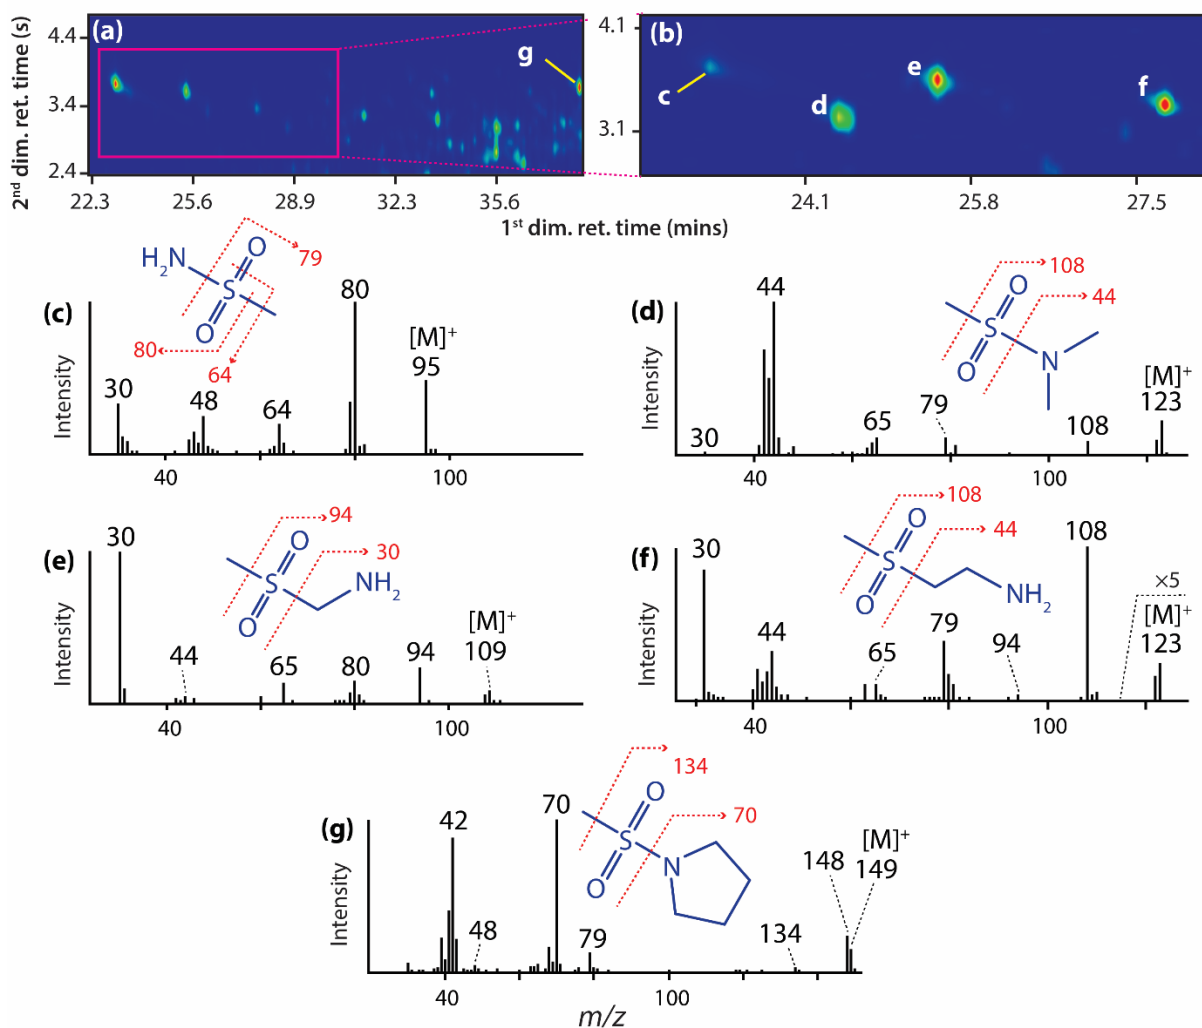 2nd dim. ret. time (s)
(a)
4.4
3.4
2.4
22.3 25.6 28.9 32.3 35.6
g
(b)
4.1
3.1
c
d
e
f
24.1 25.8 27.5
1st dim. ret. time (mins)
(c)
Intensity
H2N
O
S
O
79
80
64
30
48
64
80
[M]+
95
40 100
(d)
Intensity
O
S
O
N
108
44
44
30
65
79
108
[M]+
123
40 100
(e)
Intensity
O
S
O
NH2
94
30
30
44
65
80
94
[M]+
109
40 100
(f)
Intensity
O
S
O
NH2
108
44
30
44
65
79
94
108
×5
[M]+
123
40 100
(g)
Intensity
O
S
O
N
134
70
42
48
70
79
134
148
[M]+
149
40 100
m/z